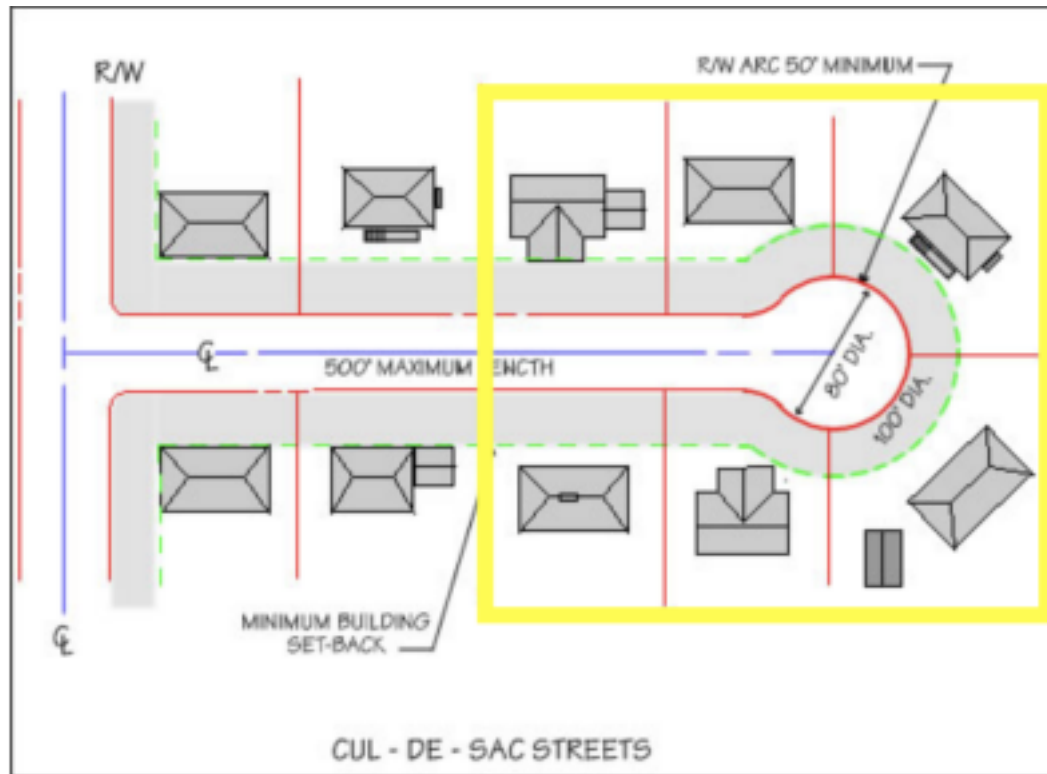 R/W
R/W ARC 50' MINIMUM
℄
500' MAXIMUM LENGTH
80' DIA.
100' DIA.
MINIMUM BUILDING
SET-BACK
℄
CUL - DE - SAC STREETS